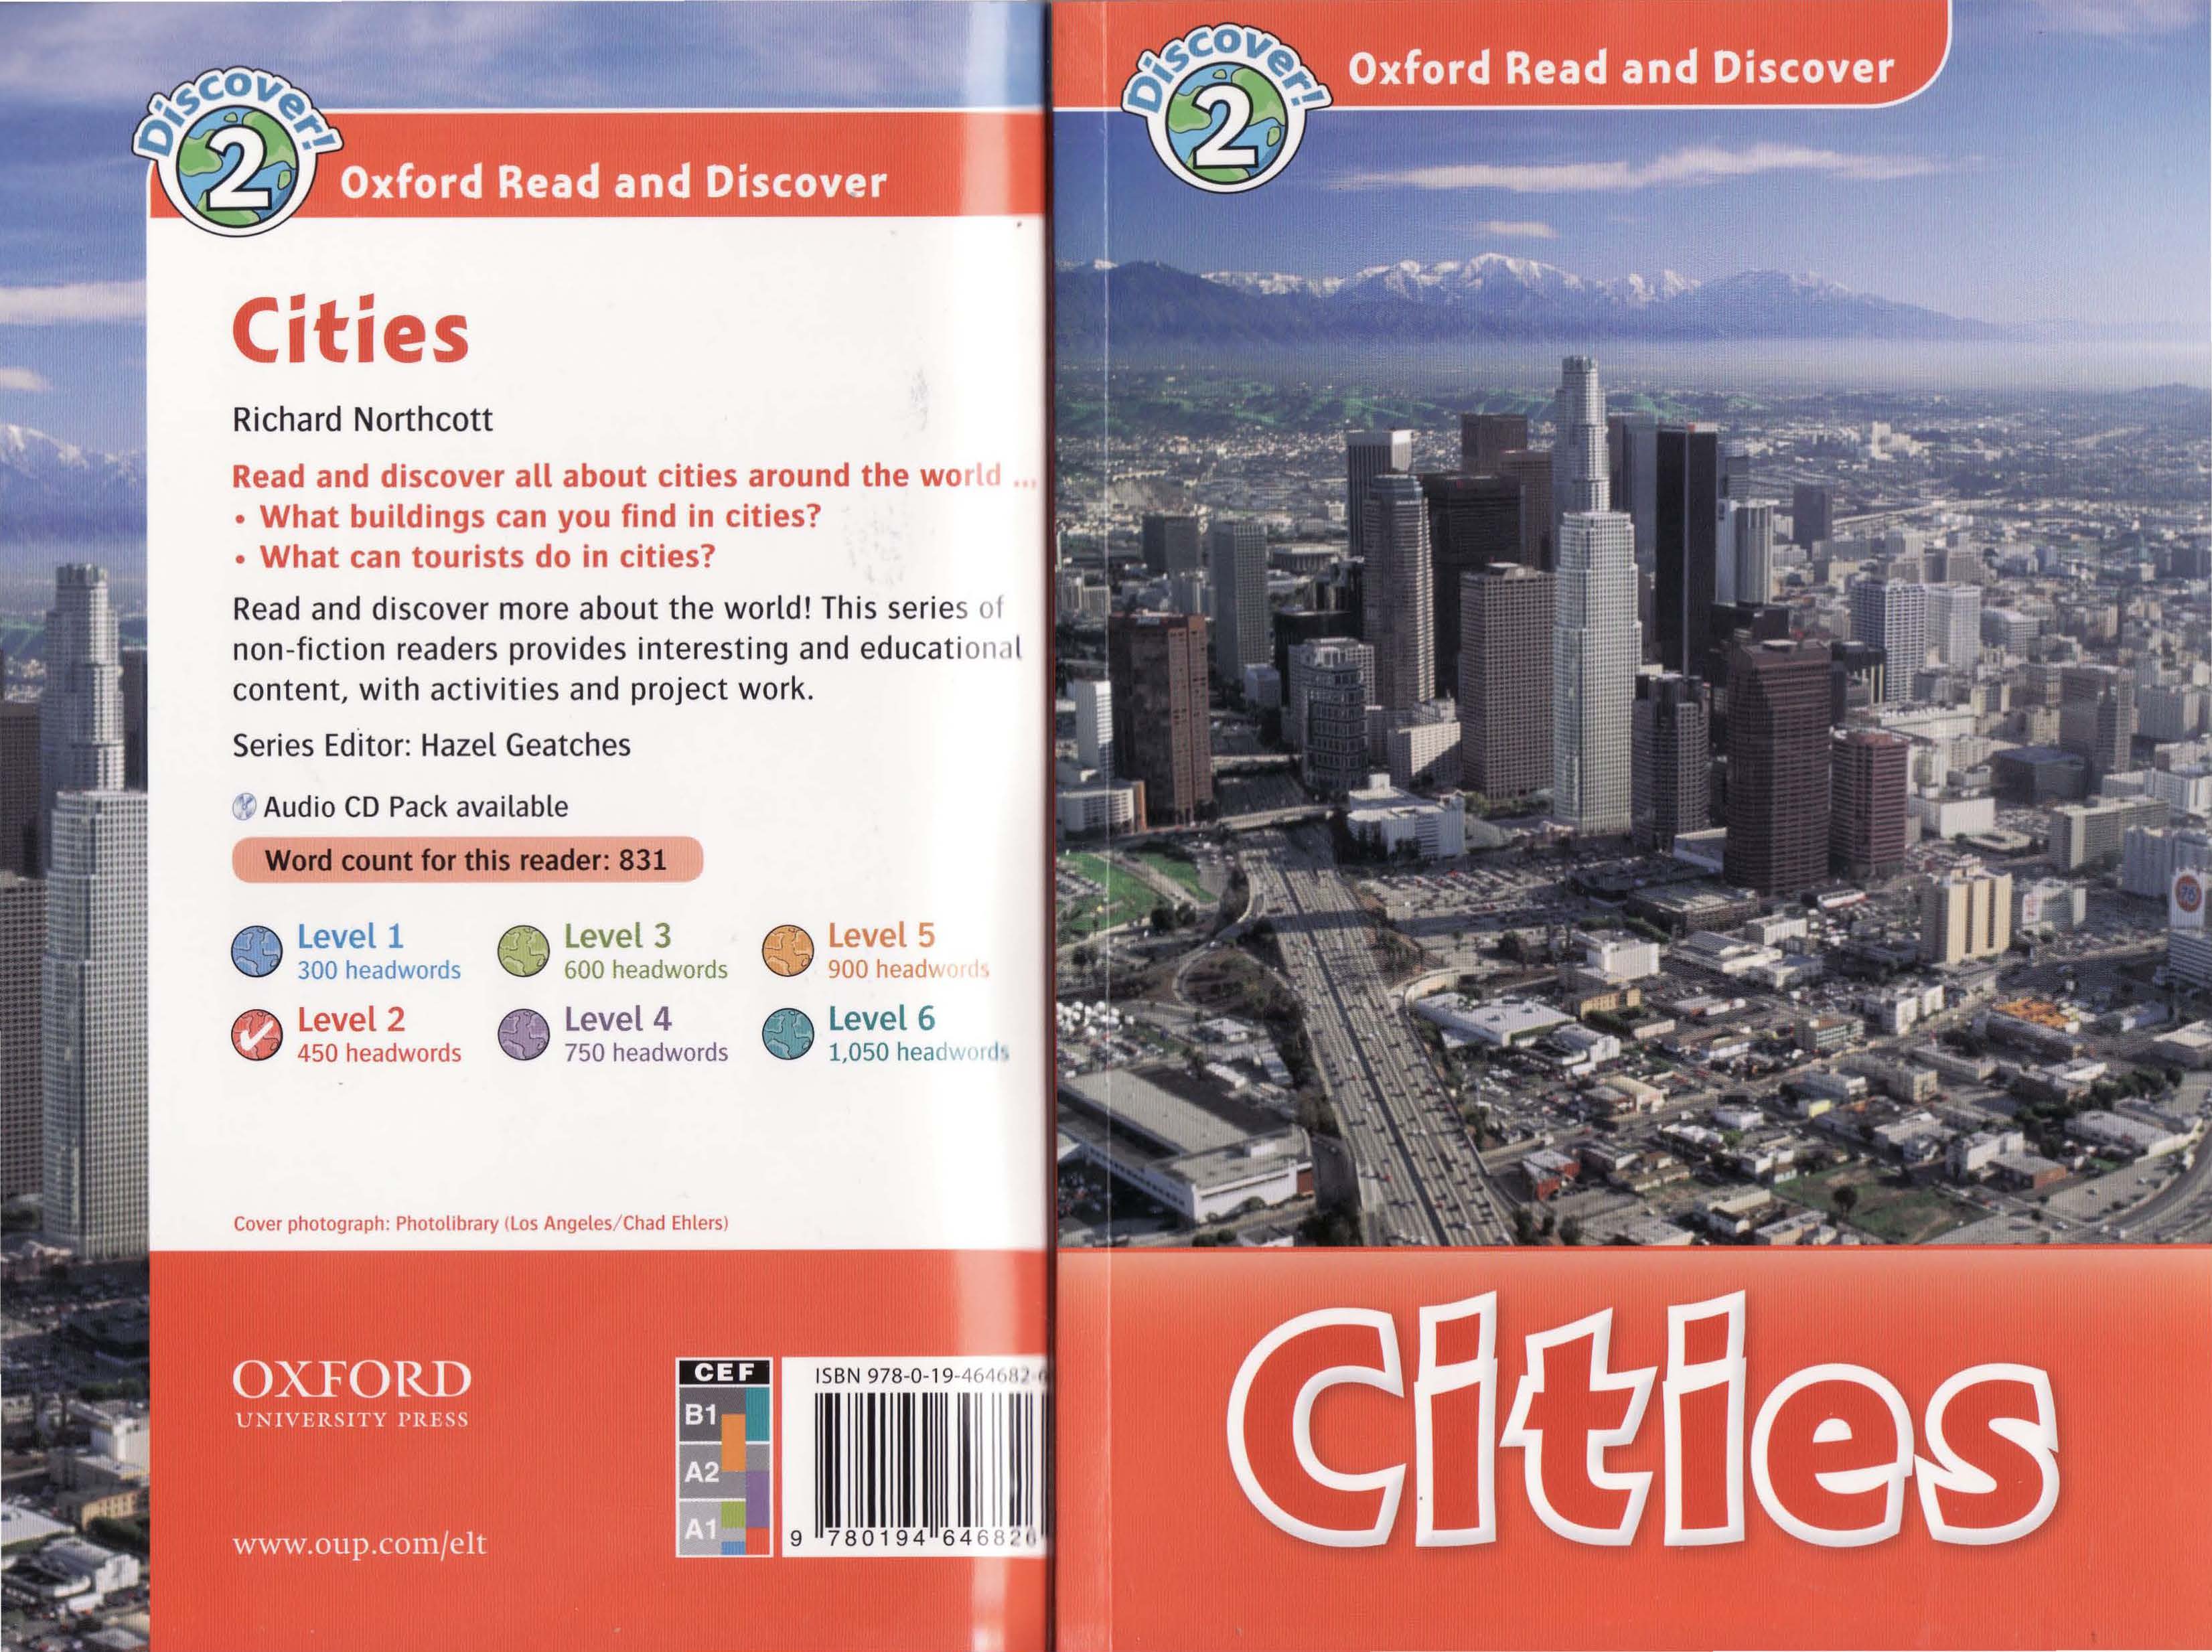 Discover!
2
Oxford Read and Discover
Cities
Richard Northcott
Read and discover all about cities around the world ...
• What buildings can you find in cities?
• What can tourists do in cities?
Read and discover more about the world! This series of
non-fiction readers provides interesting and educational
content, with activities and project work.
Series Editor: Hazel Geatches
Audio CD Pack available
Word count for this reader: 831
Level 1
300 headwords
Level 3
600 headwords
Level 5
900 headwords
Level 2
450 headwords
Level 4
750 headwords
Level 6
1,050 headwords
Cover photograph: Photolibrary (Los Angeles/Chad Ehlers)
OXFORD
UNIVERSITY PRESS
www.oup.com/elt
CEF
B1
A2
A1
ISBN 978-0-19-464682-6
9 780194 646826
Discover!
2
Oxford Read and Discover
76
Cities